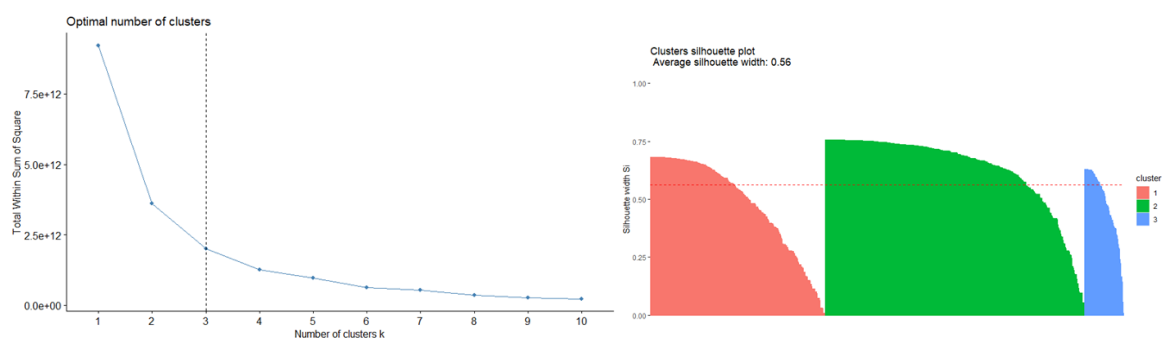 Optimal number of clusters
7.5e+12
5.0e+12
2.5e+12
0.0e+00
Total Within Sum of Square
1 2 3 4 5 6 7 8 9 10
Number of clusters k
Clusters silhouette plot
Average silhouette width: 0.56
1.00
0.75
0.50
0.25
0.00
Silhouette width Si
cluster
1
2
3